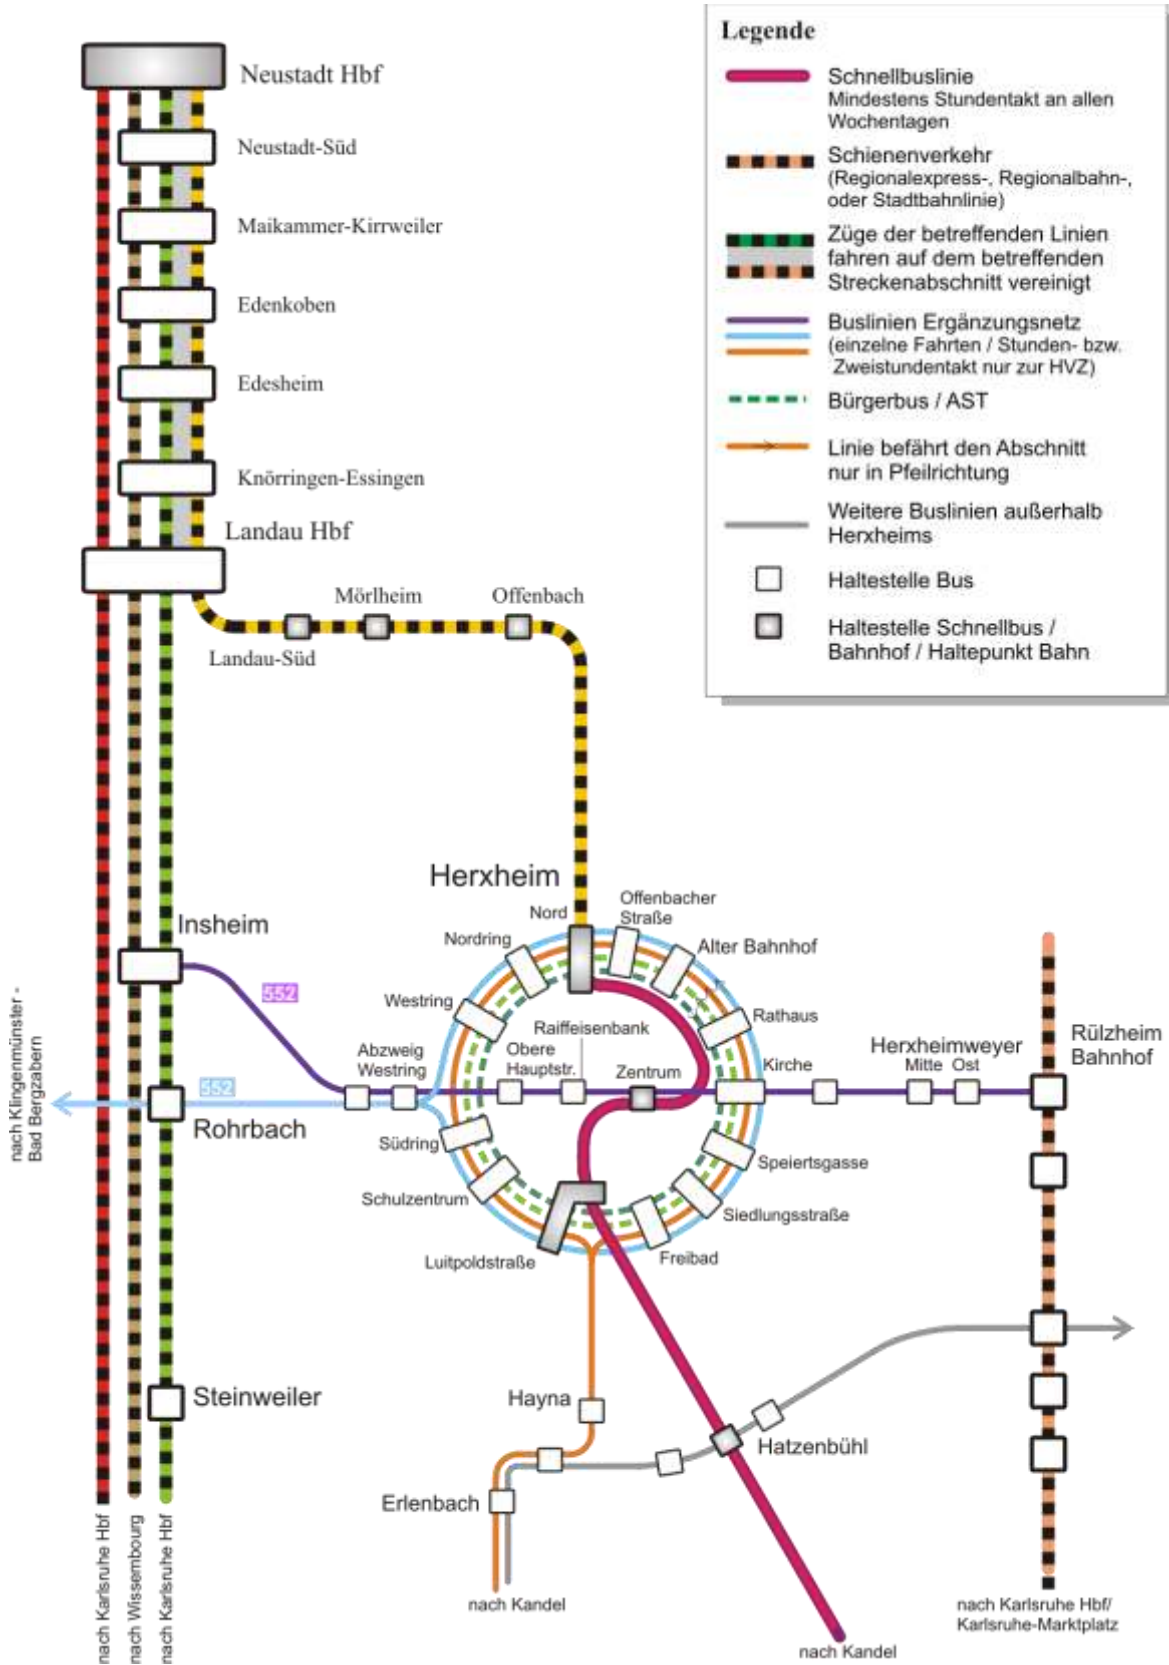 Legende
Schnellbuslinie
Mindestens Stundentakt an allen
Wochentagen
Schienenverkehr
(Regionalexpress-, Regionalbahn-,
oder Stadtbahnlinie)
Züge der betreffenden Linien
fahren auf dem betreffenden
Streckenabschnitt vereinigt
Buslinien Ergänzungsnetz
(einzelne Fahrten / Stunden- bzw.
Zweistundentakt nur zur HVZ)
Bürgerbus / AST
Linie befährt den Abschnitt
nur in Pfeilrichtung
Weitere Buslinien außerhalb
Herxheims
Haltestelle Bus
Haltestelle Schnellbus /
Bahnhof / Haltepunkt Bahn
Neustadt Hbf
Neustadt-Süd
Maikammer-Kirrweiler
Edenkoben
Edesheim
Knörringen-Essingen
Landau Hbf
Mörlheim
Offenbach
Landau-Süd
Herxheim
Nord
Offenbacher
Straße
Nordring
Alter Bahnhof
Insheim
552
Westring
Rathaus
Raiffeisenbank
Abzweig
Westring
Obere
Hauptstr.
Zentrum
Kirche
Herxheimweyer
Mitte
Ost
Rülzheim
Bahnhof
nach Klingenmünster -
Bad Bergzabern
552
Rohrbach
Südring
Speiertsgasse
Schulzentrum
Siedlungsstraße
Luitpoldstraße
Freibad
Steinweiler
Hayna
Hatzenbühl
Erlenbach
nach Karlsruhe Hbf
nach Wissembourg
nach Karlsruhe Hbf
nach Kandel
nach Kandel
nach Karlsruhe Hbf/
Karlsruhe-Marktplatz